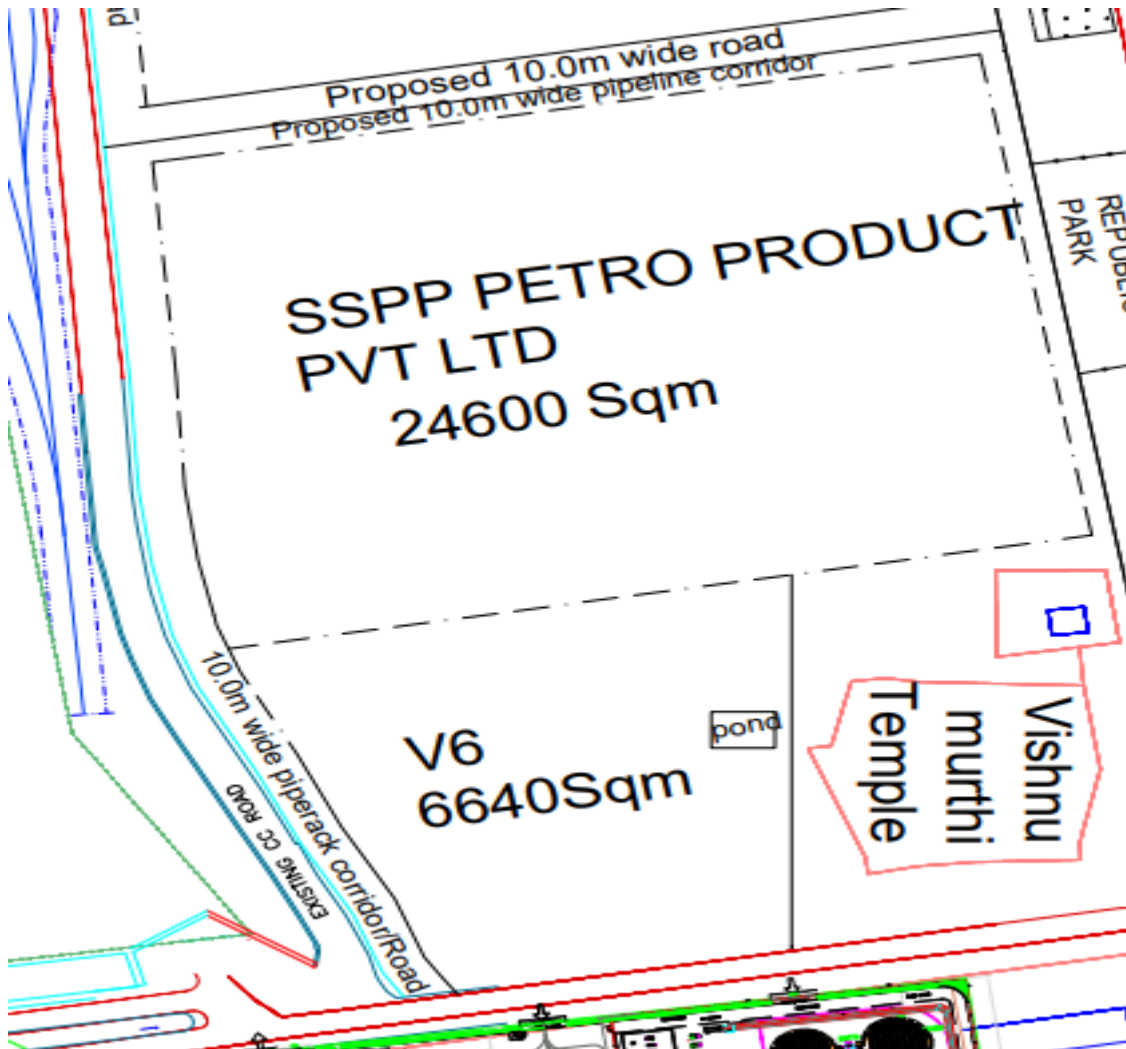 Proposed 10.0m wide road
Proposed 10.0m wide pipeline corridor
REPUBLIC
PARK
SSPP PETRO PRODUCT
PVT LTD
24600 Sqm
10.0m wide piperack corridor/Road
EXISTING CC ROAD
V6
6640Sqm
pond
Vishnu
murthi
Temple